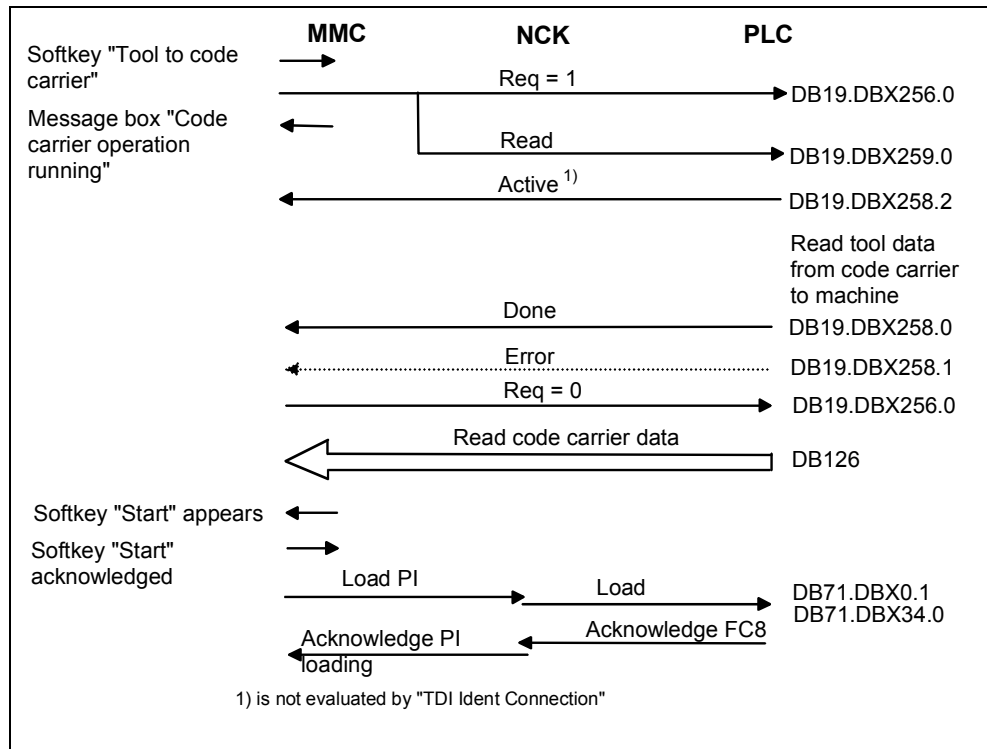 MMC NCK PLC
Softkey "Tool to code
carrier"
Req = 1
DB19.DBX256.0
Message box "Code
carrier operation
running"
Read
DB19.DBX259.0
Active 1)
DB19.DBX258.2
Read tool data
from code carrier
to machine
Done
DB19.DBX258.0
Error
DB19.DBX258.1
Req = 0
DB19.DBX256.0
Read code carrier data
DB126
Softkey "Start" appears
Softkey "Start"
acknowledged
Load PI
Load
DB71.DBX0.1
DB71.DBX34.0
Acknowledge FC8
Acknowledge PI
loading
1) is not evaluated by "TDI Ident Connection"